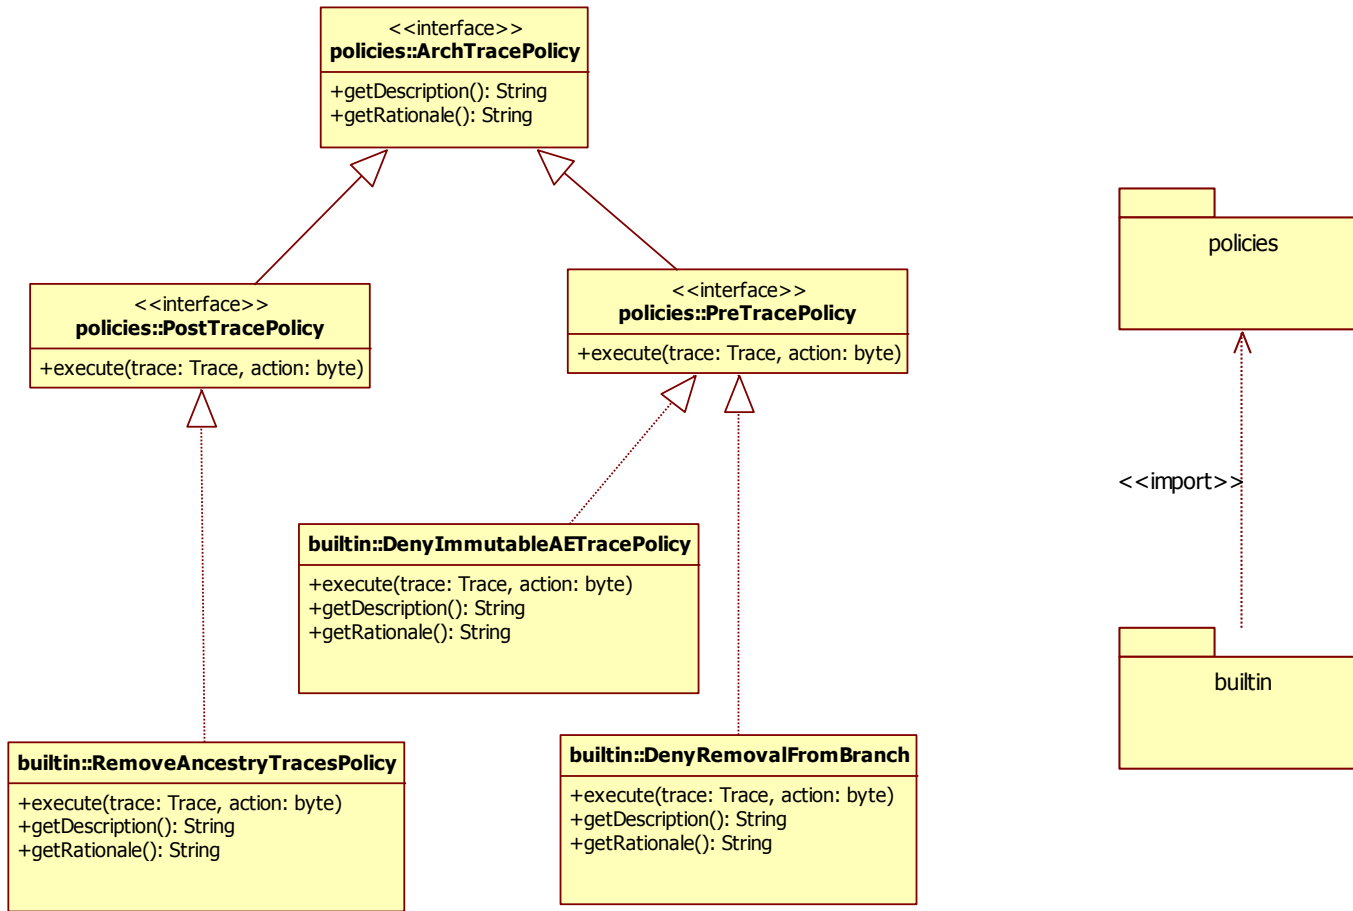 <<interface>>
policies::ArchTracePolicy
+getDescription(): String
+getRationale(): String
<<interface>>
policies::PostTracePolicy
+execute(trace: Trace, action: byte)
<<interface>>
policies::PreTracePolicy
+execute(trace: Trace, action: byte)
builtin::DenyImmutableAETracePolicy
+execute(trace: Trace, action: byte)
+getDescription(): String
+getRationale(): String
builtin::RemoveAncestryTracesPolicy
+execute(trace: Trace, action: byte)
+getDescription(): String
+getRationale(): String
builtin::DenyRemovalFromBranch
+execute(trace: Trace, action: byte)
+getDescription(): String
+getRationale(): String
policies
<<import>>
builtin